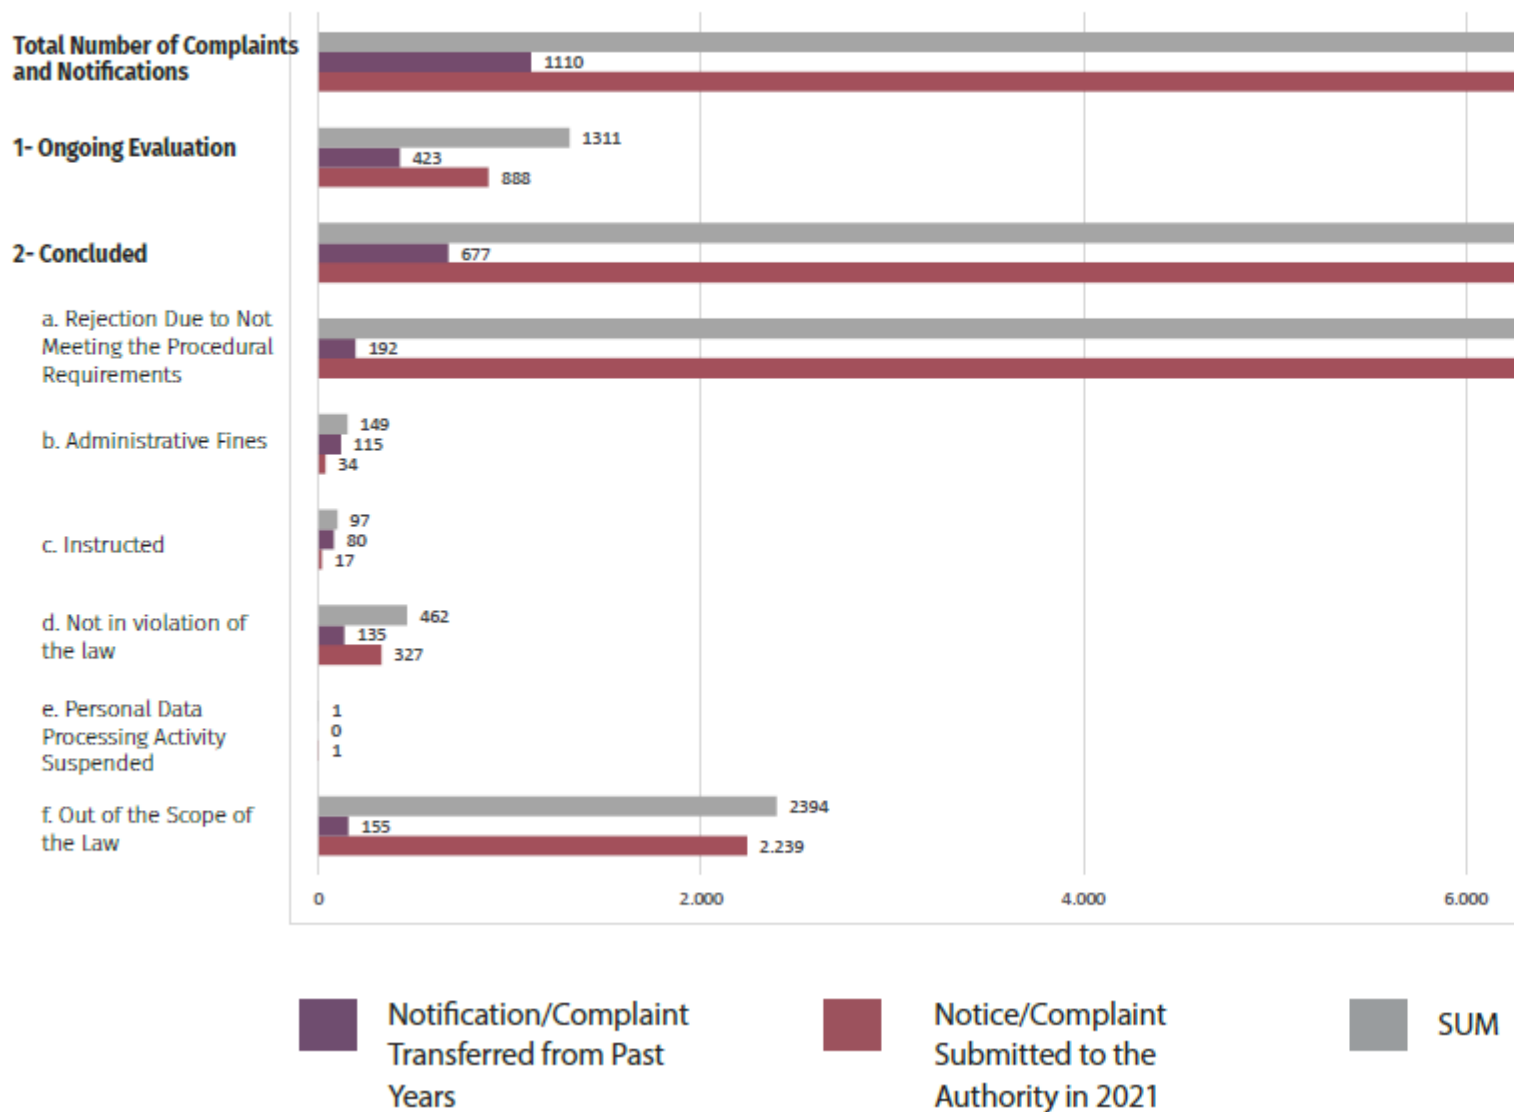 Total Number of Complaints
and Notifications
1110
1- Ongoing Evaluation
1311
423
888
2- Concluded
677
a. Rejection Due to Not
Meeting the Procedural
Requirements
192
b. Administrative Fines
149
115
34
c. Instructed
97
80
17
d. Not in violation of
the law
462
135
327
e. Personal Data
Processing Activity
Suspended
1
0
1
f. Out of the Scope of
the Law
2394
155
2.239
0 2.000 4.000 6.000
Notification/Complaint
Transferred from Past
Years
Notice/Complaint
Submitted to the
Authority in 2021
SUM